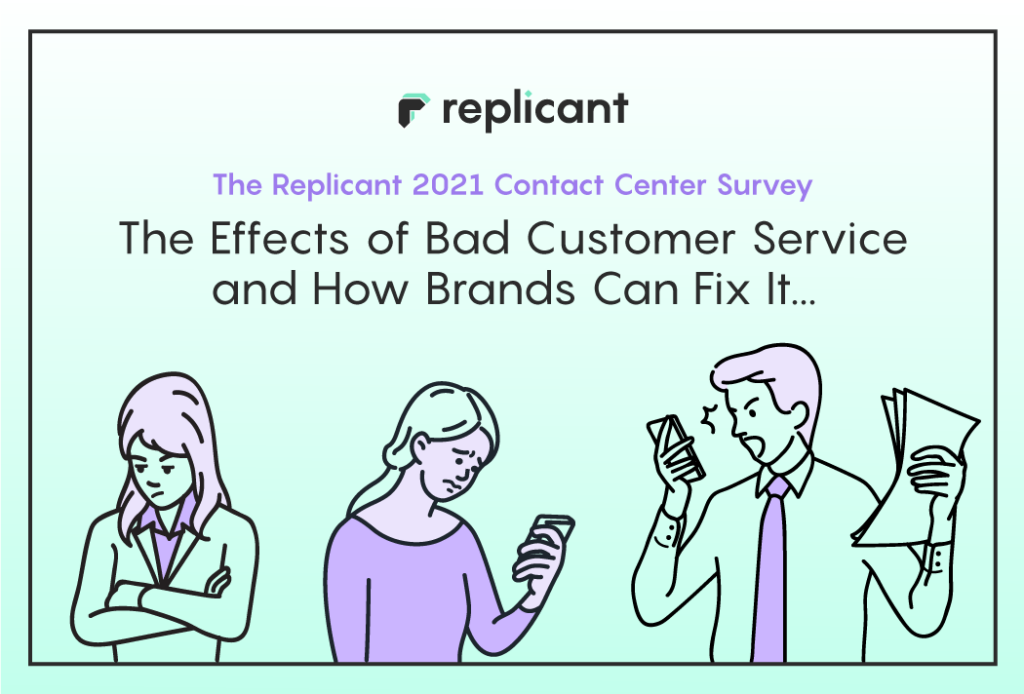 replicant
The Replicant 2021 Contact Center Survey
The Effects of Bad Customer Service
and How Brands Can Fix It...